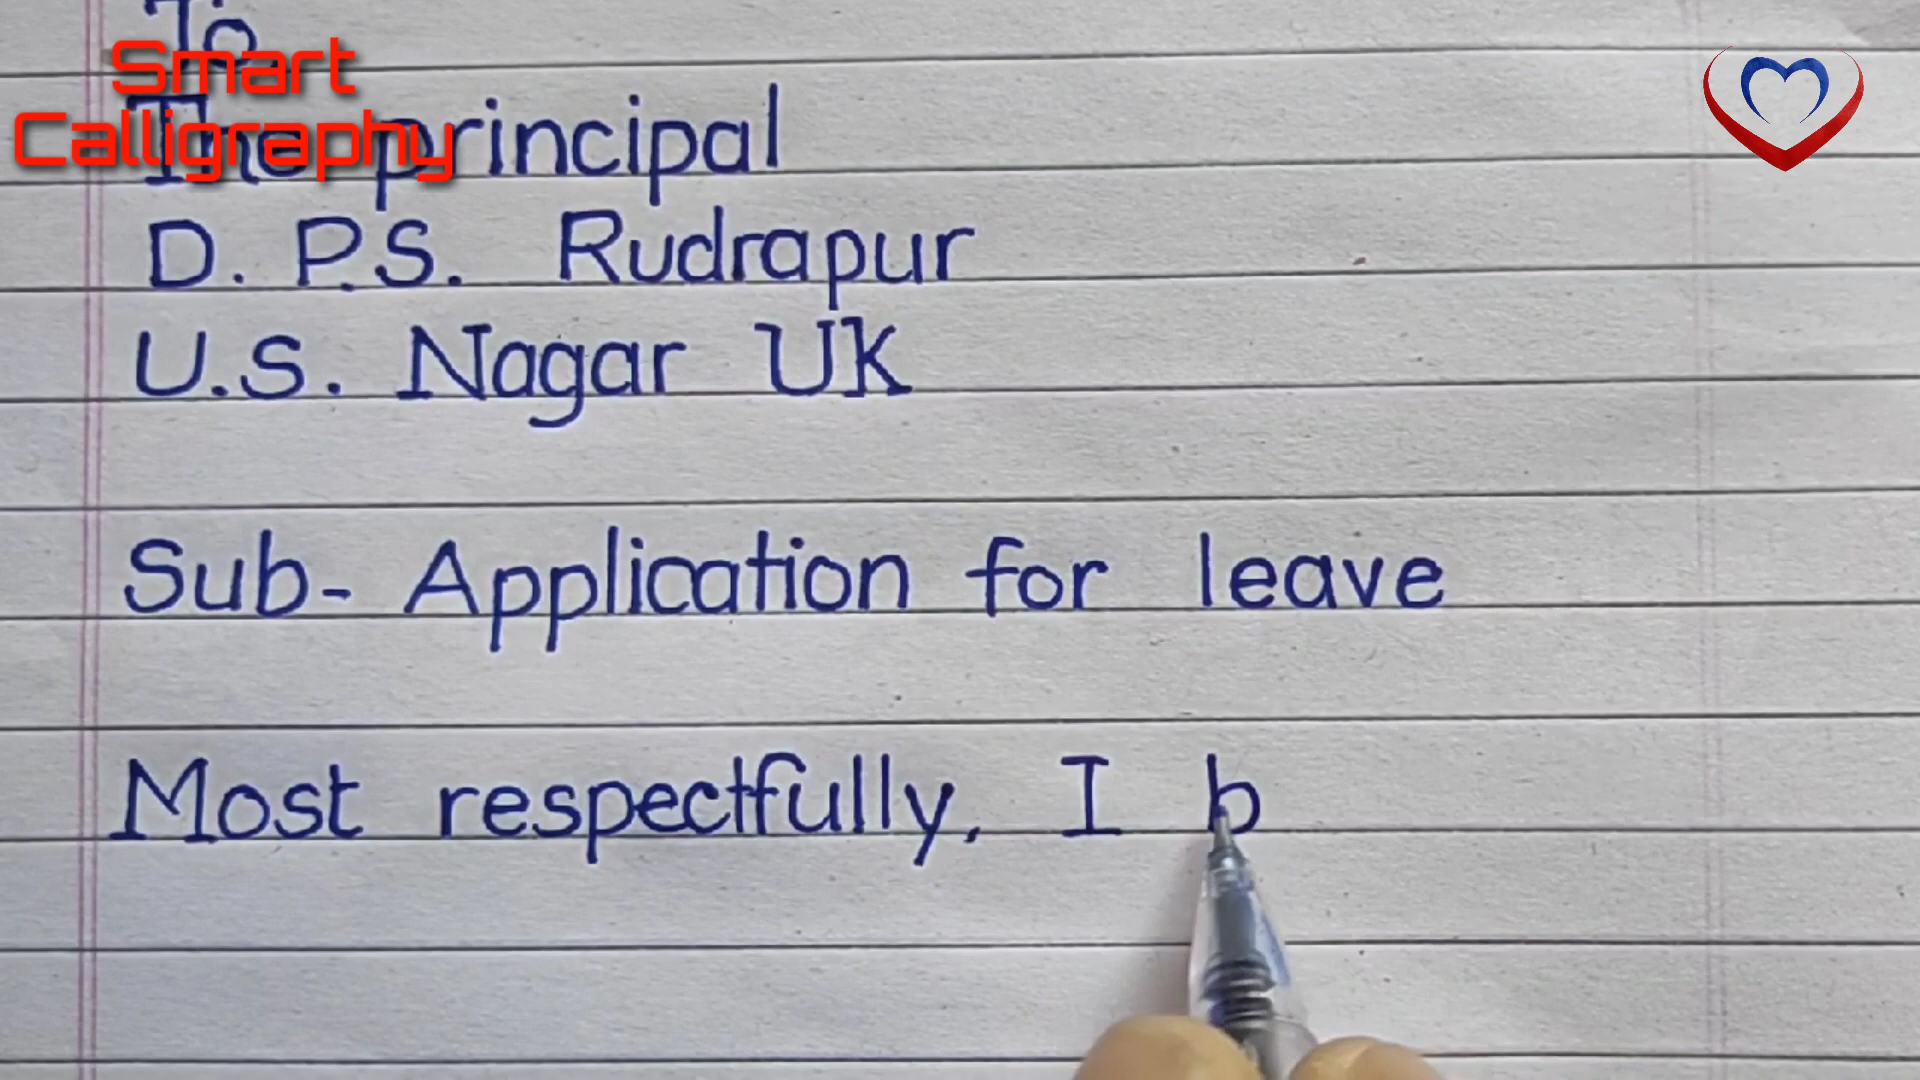 To
Smart
Calligraphy
The principal
D. P.S. Rudrapur
U.S. Nagar UK
Sub- Application for leave
Most respectfully, I b